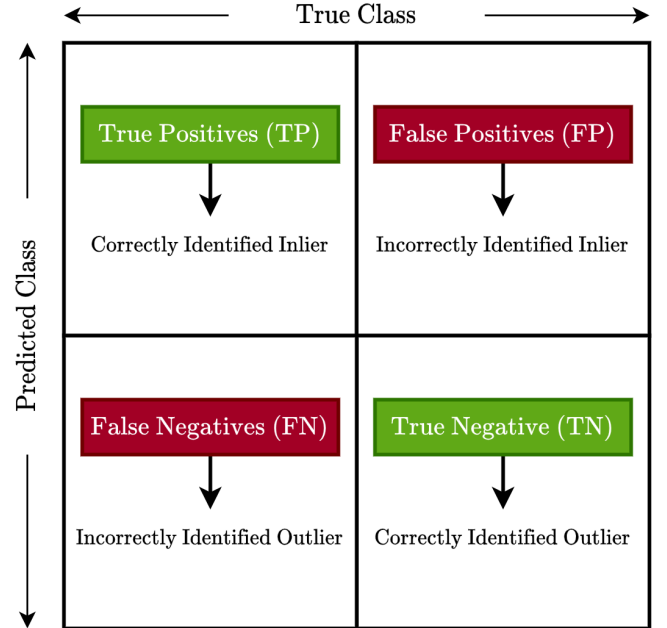 True Class
Predicted Class
True Positives (TP)
False Positives (FP)
Correctly Identified Inlier
Incorrectly Identified Inlier
False Negatives (FN)
True Negative (TN)
Incorrectly Identified Outlier
Correctly Identified Outlier